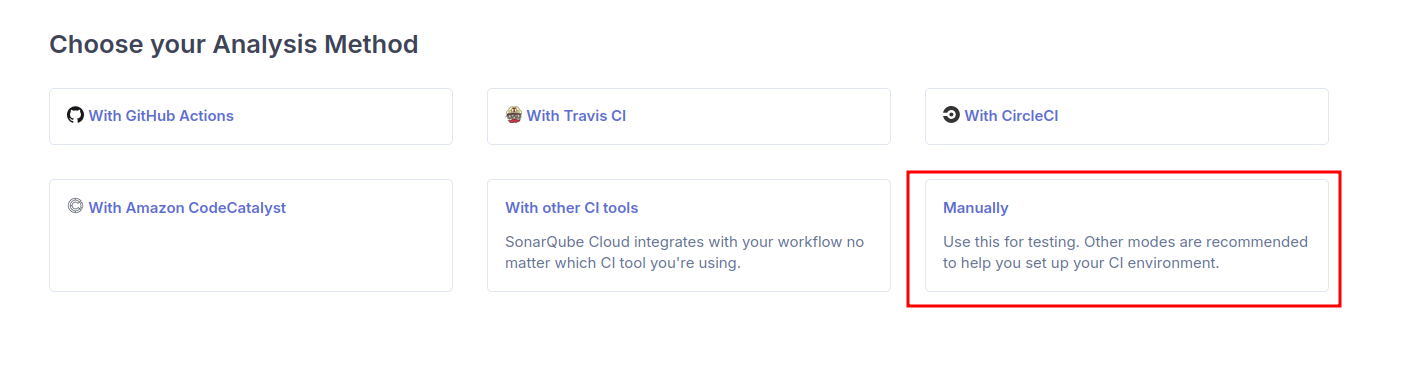 Choose your Analysis Method
With GitHub Actions
With Travis CI
With CircleCI
With Amazon CodeCatalyst
With other CI tools
SonarQube Cloud integrates with your workflow no
matter which CI tool you're using.
Manually
Use this for testing. Other modes are recommended
to help you set up your CI environment.